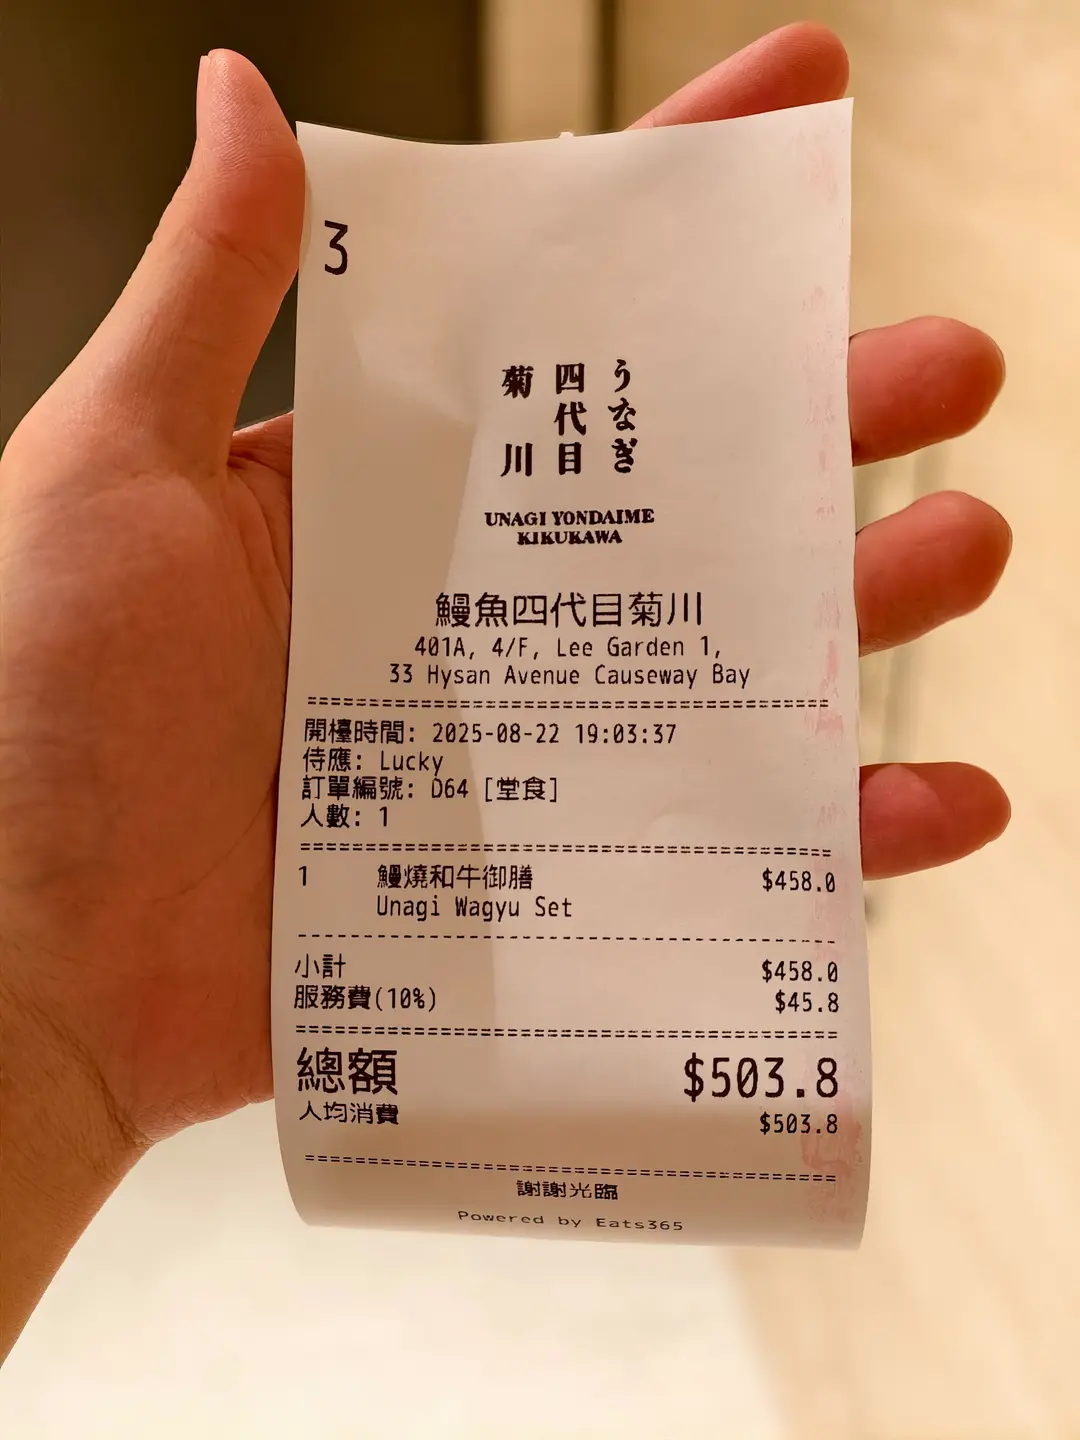 3
うなぎ
四代目
菊川
UNAGI YONDAIME
KIKUKAWA
鰻魚四代目菊川
401A, 4/F, Lee Garden 1,
33 Hysan Avenue Causeway Bay
開檯時間: 2025-08-22 19:03:37
侍應: Lucky
訂單編號: D64 [堂食]
人數: 1
1 鰻燒和牛御膳 $458.0
Unagi Wagyu Set
小計 $458.0
服務費(10%) $45.8
總額 $503.8
人均消費 $503.8
謝謝光臨
Powered by Eats365